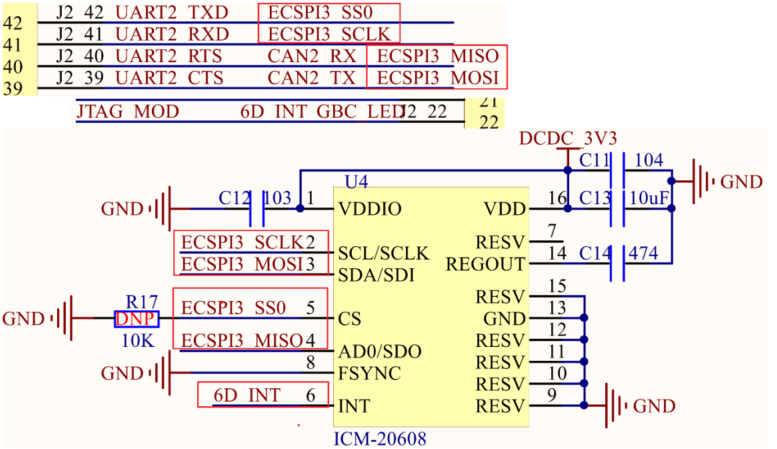 42 J2 42 UART2 TXD ECSPI3 SS0
41 J2 41 UART2 RXD ECSPI3 SCLK
40 J2 40 UART2 RTS CAN2 RX ECSPI3 MISO
39 J2 39 UART2 CTS CAN2 TX ECSPI3 MOSI
21
JTAG MOD 6D INT GBC LED J2 22
22
DCDC 3V3
C11 104
GND
U4
C12 103
GND
1 VDDIO
VDD 16
C13 10uF
RESV 7
ECSPI3 SCLK 2 SCL/SCLK
ECSPI3 MOSI 3 SDA/SDI
REGOUT 14 C14 474
RESV 15
R17
GND DNP ECSPI3 SS0 5 CS
GND 13
10K
RESV 12
ECSPI3 MISO 4 AD0/SDO
RESV 11
GND 8 FSYNC
RESV 10
6D INT 6 INT
RESV 9 GND
ICM-20608